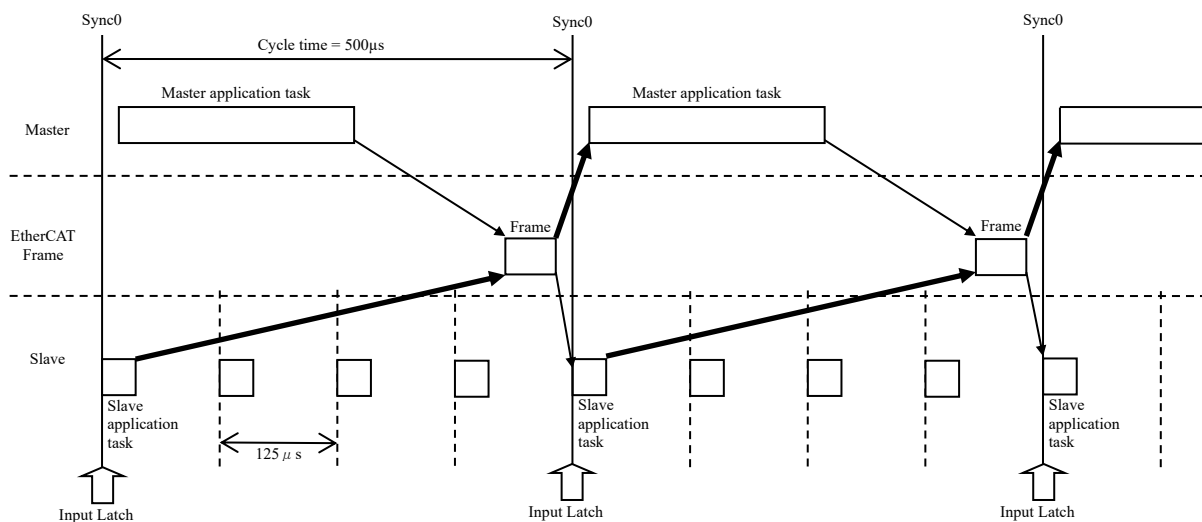 Sync0
Sync0
Sync0
Cycle time = 500µs
Master application task
Master application task
Master
EtherCAT
Frame
Frame
Frame
Slave
Slave
application
task
Slave
application
task
Slave
application
task
125 μ s
Input Latch
Input Latch
Input Latch